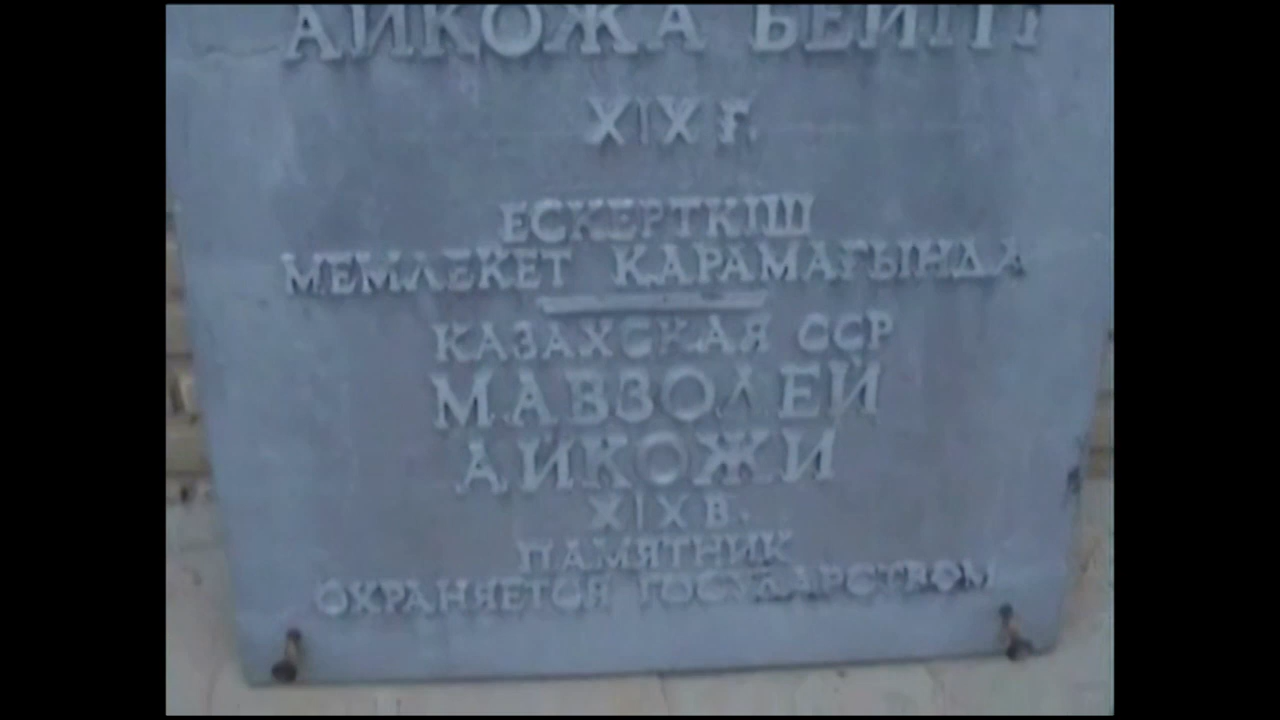 АЙКОЖА БЕЙІТІ
XIX Ғ.
ЕСКЕРТКІШ
МЕМЛЕКЕТ ҚАРАМАҒЫНДА
КАЗАХСКАЯ ССР
МАВЗОЛЕЙ
АЙКОЖИ
XIX В.
ПАМЯТНИК
ОХРАНЯЕТСЯ ГОСУДАРСТВОМ